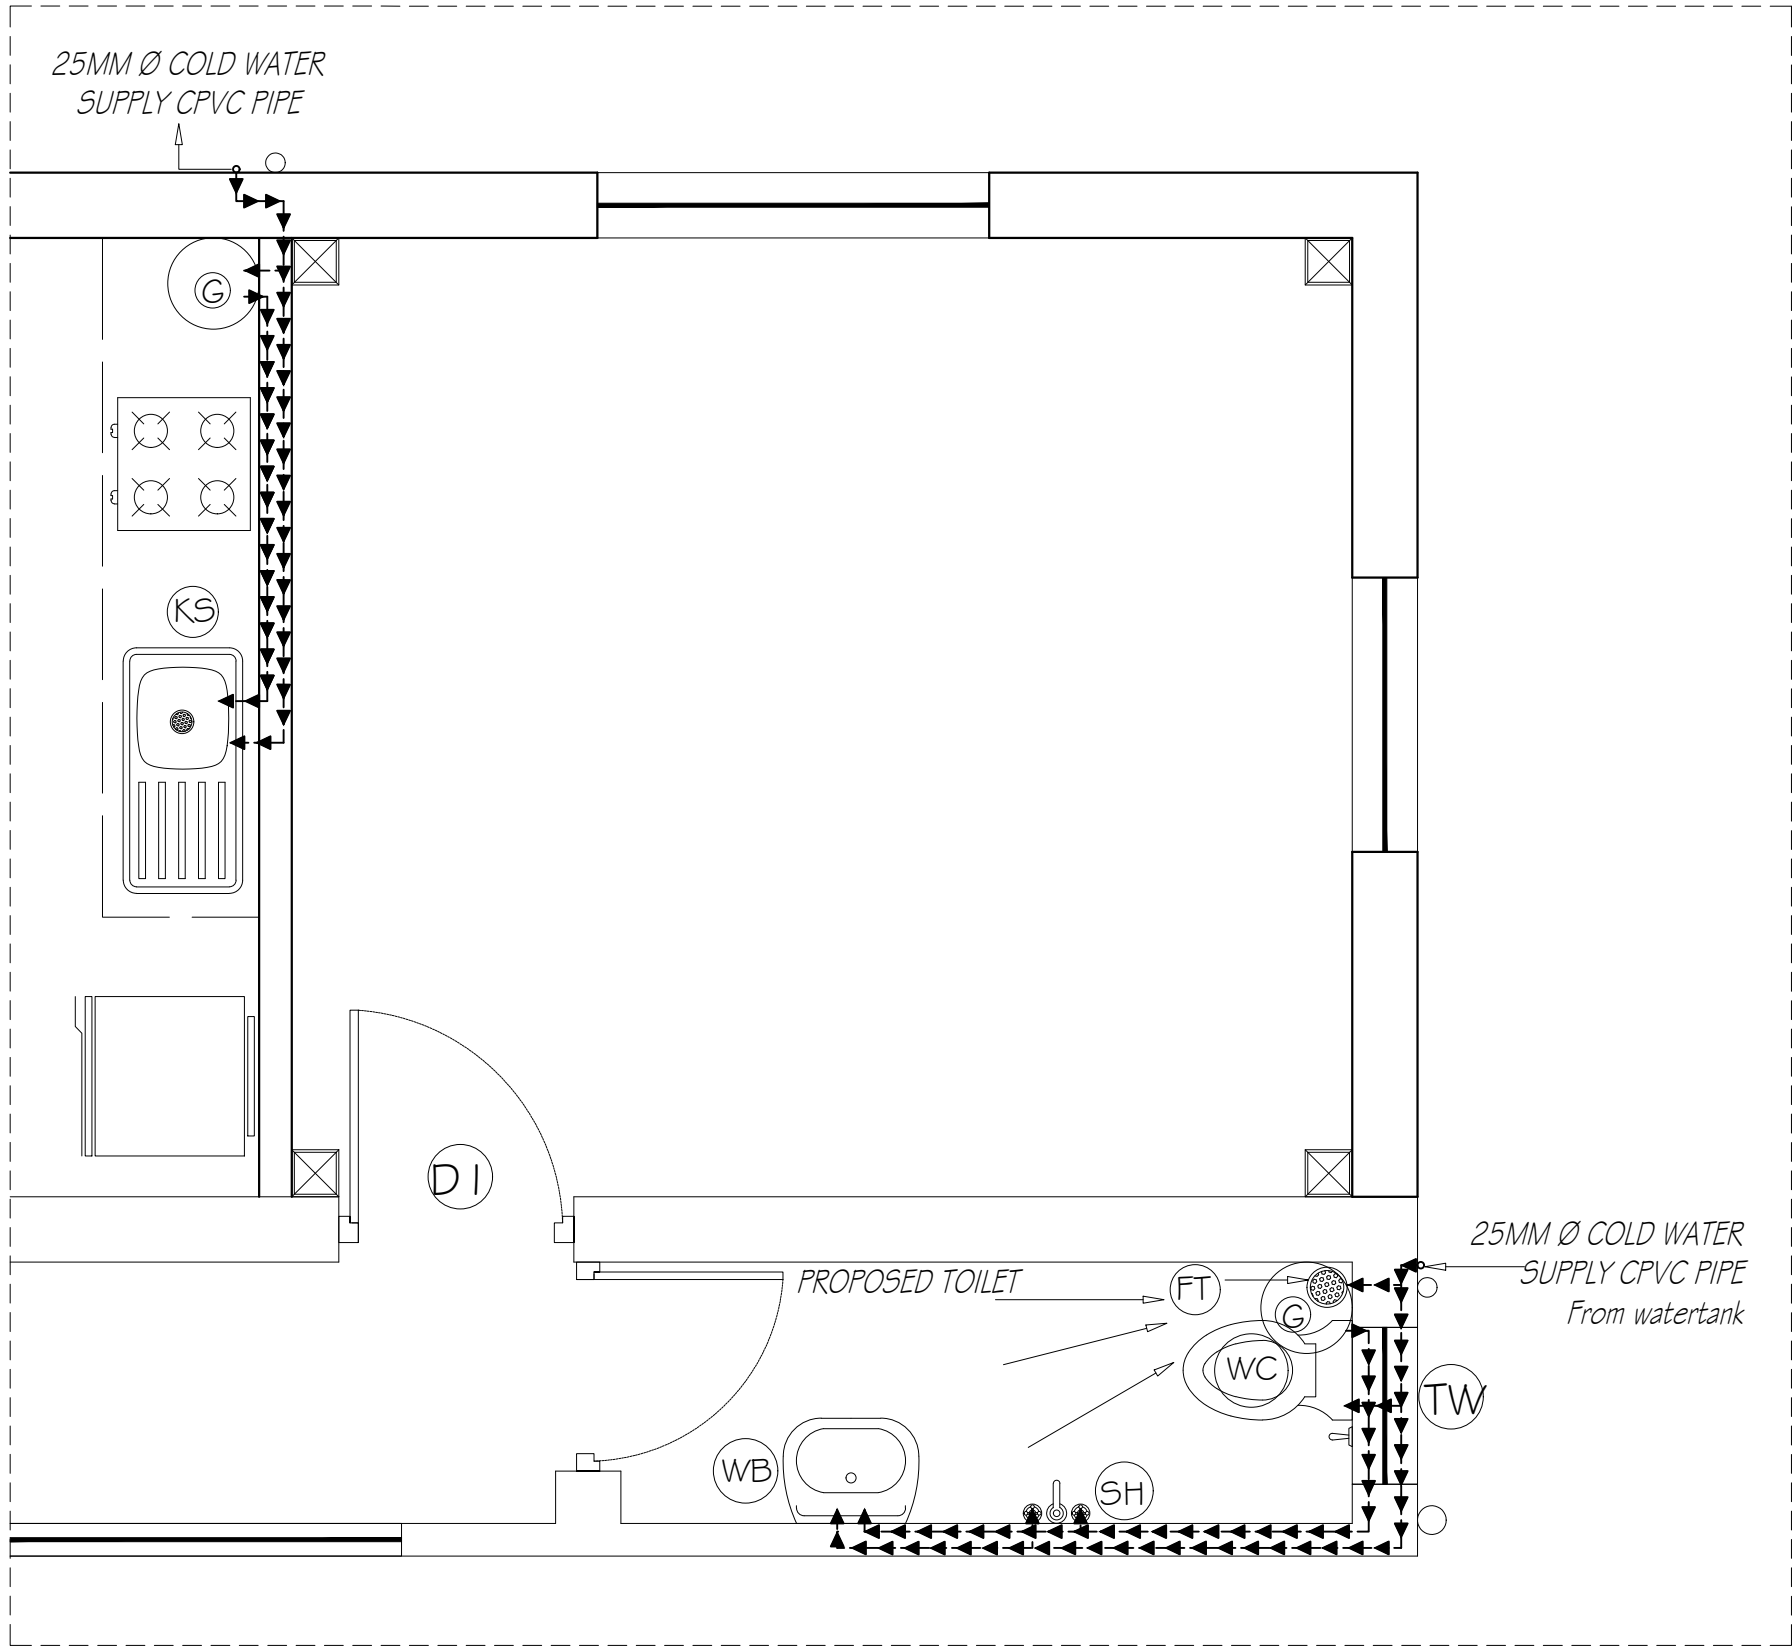 25MM Ø COLD WATER
SUPPLY CPVC PIPE
G
KS
D1
25MM Ø COLD WATER
SUPPLY CPVC PIPE
From watertank
PROPOSED TOILET
FT
G
WC
TW
WB
SH